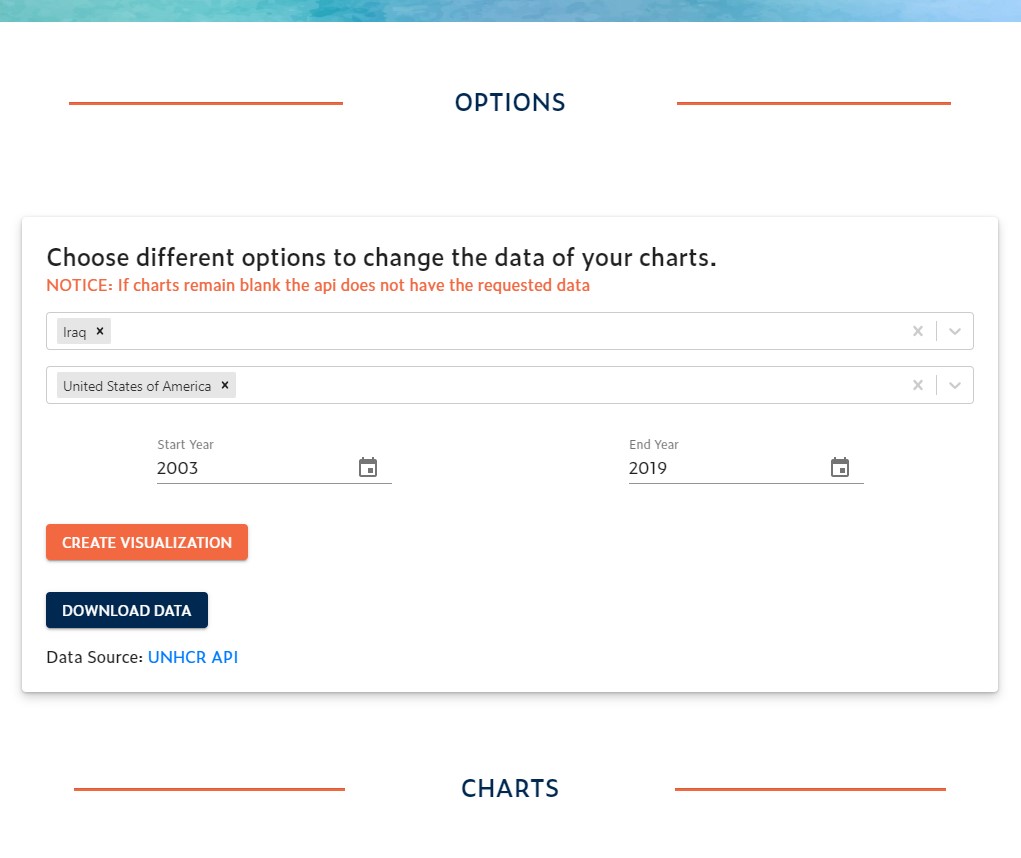 OPTIONS
Choose different options to change the data of your charts.
NOTICE: If charts remain blank the api does not have the requested data
Iraq
United States of America
Start Year
End Year
2003
2019
CREATE VISUALIZATION
DOWNLOAD DATA
Data Source: UNHCR API
CHARTS